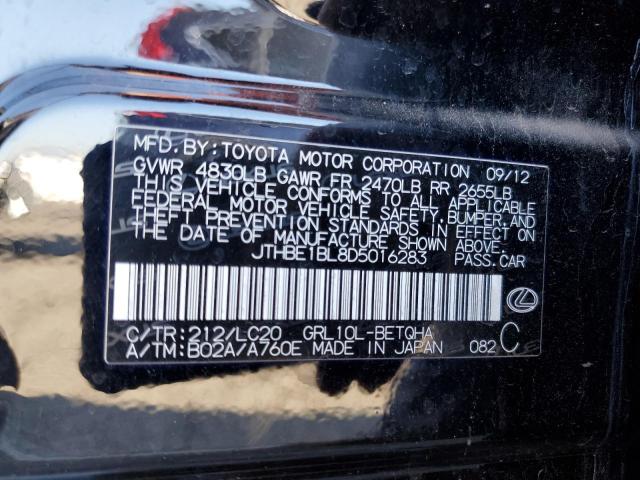 MFD. BY: TOYOTA MOTOR CORPORATION 09/12
GVWR 4830LB GAWR FR 2470LB RR 2655LB
THIS VEHICLE CONFORMS TO ALL APPLICABLE
FEDERAL MOTOR VEHICLE SAFETY, BUMPER, AND
THEFT PREVENTION STANDARDS IN EFFECT
ON THE DATE OF MANUFACTURE SHOWN ABOVE.
JTHBE1BL8D5016283 PASS. CAR
C/TR: 212/LC20 GRL10L-BETQHA C
A/TM: B02A/A760E MADE IN JAPAN 082